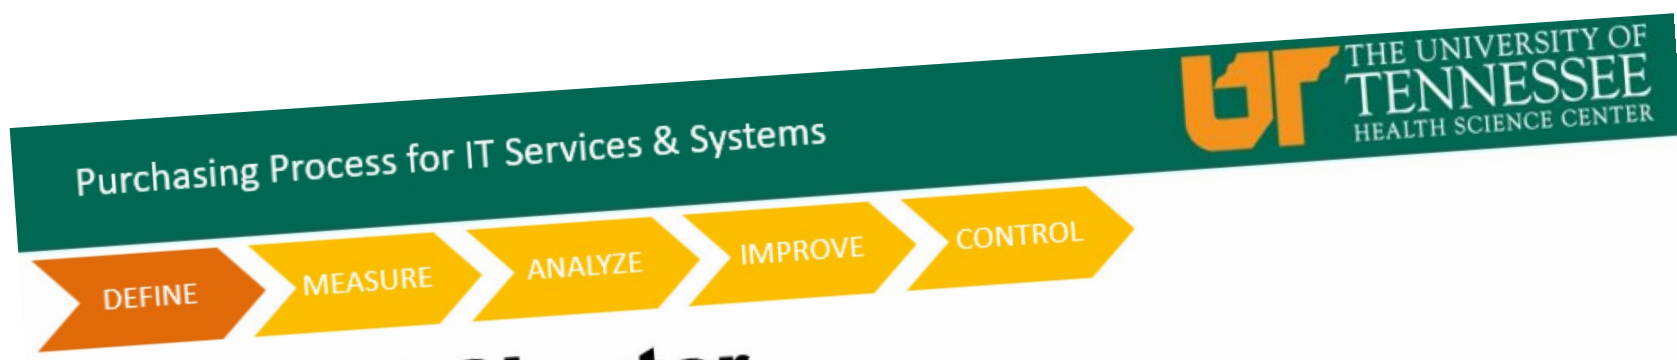 Purchasing Process for IT Services & Systems
THE UNIVERSITY OF
TENNESSEE
HEALTH SCIENCE CENTER
DEFINE
MEASURE
ANALYZE
IMPROVE
CONTROL